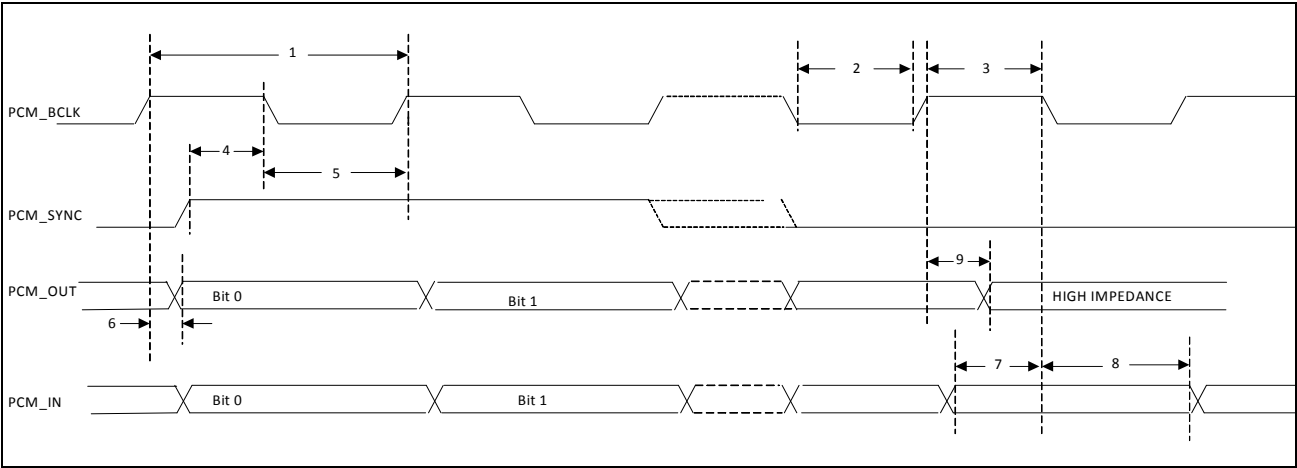 1
2
3
PCM_BCLK
4
5
PCM_SYNC
9
PCM_OUT
Bit 0
Bit 1
HIGH IMPEDANCE
6
7
8
PCM_IN
Bit 0
Bit 1